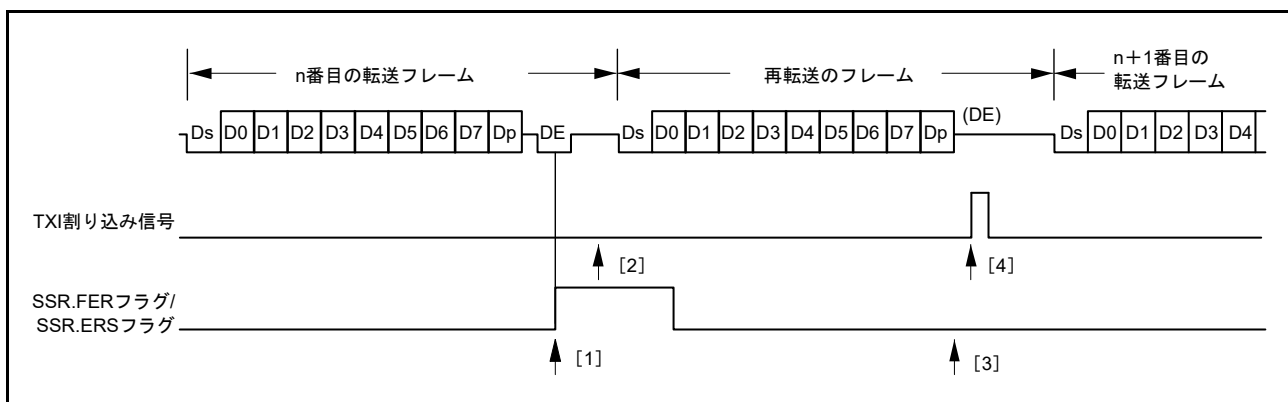 n番目の転送フレーム
再転送のフレーム
n＋1番目の
転送フレーム
Ds D0 D1 D2 D3 D4 D5 D6 D7 Dp DE Ds D0 D1 D2 D3 D4 D5 D6 D7 Dp (DE) Ds D0 D1 D2 D3 D4
TXI割り込み信号
［2］ ［4］
SSR.FERフラグ/
SSR.ERSフラグ
［1］ ［3］